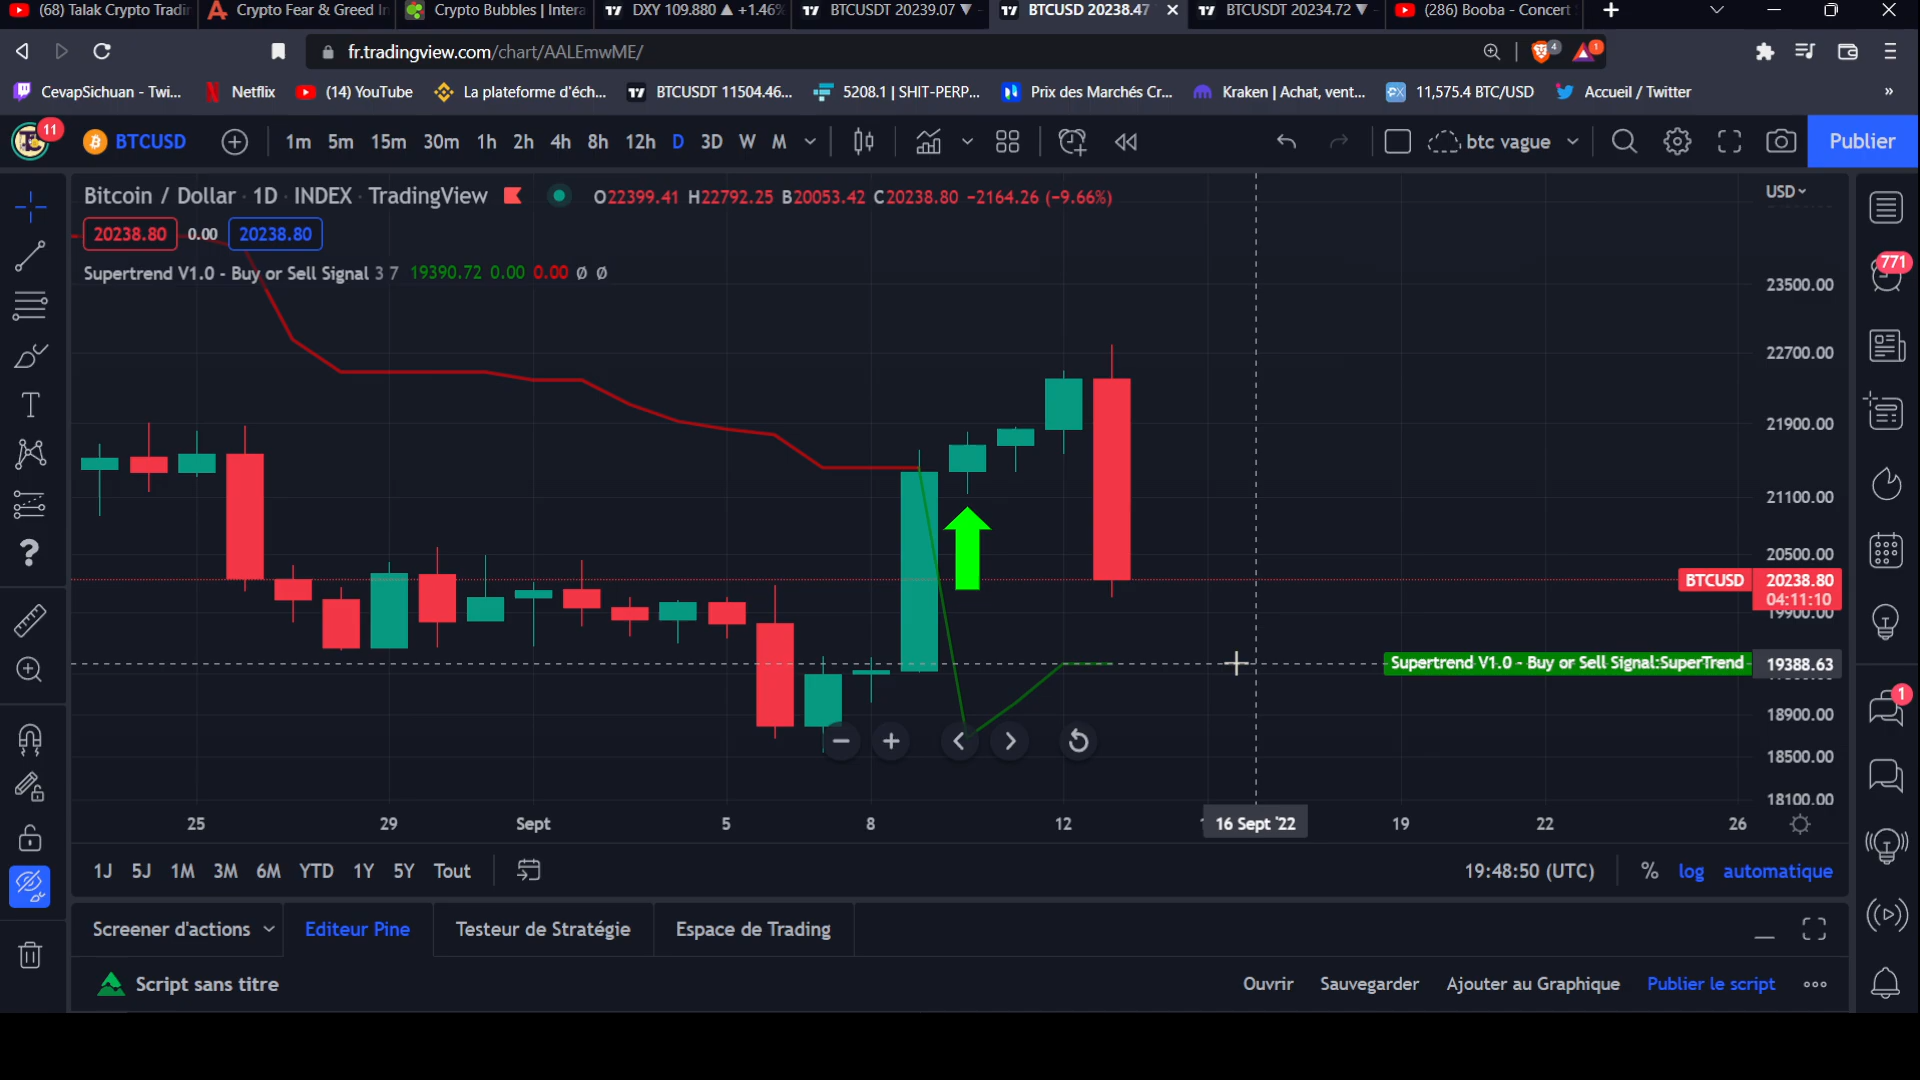 (68) Talak Crypto Tradi
Crypto Fear & Greed In
Crypto Bubbles | Intera
DXY 109.880 ▲ +1.46%
BTCUSDT 20239.07 ▼
BTCUSD 20238.47
BTCUSDT 20234.72 ▼
(286) Booba - Concert
fr.tradingview.com/chart/AALEmwME/
4
1
CevapSichuan - Twi...
Netflix
(14) YouTube
La plateforme d'éch...
BTCUSDT 11504.46...
5208.1 | SHIT-PERP...
Prix des Marchés Cr...
Kraken | Achat, vent...
11,575.4 BTC/USD
Accueil / Twitter
»
11
BTCUSD
1m 5m 15m 30m 1h 2h 4h 8h 12h D 3D W M
btc vague
Publier
Bitcoin / Dollar · 1D · INDEX · TradingView
O22399.41 H22792.25 B20053.42 C20238.80 −2164.26 (−9.66%)
USD
20238.80 0.00 20238.80
Supertrend V1.0 - Buy or Sell Signal 3 7 19390.72 0.00 0.00 ø ø
771
23500.00
22700.00
21900.00
21100.00
20500.00
BTCUSD 20238.80
04:11:10
19900.00
Supertrend V1.0 - Buy or Sell Signal:SuperTrend 19388.63
1
18900.00
18500.00
18100.00
25 29 Sept 5 8 12 16 Sept '22 19 22 26
1J 5J 1M 3M 6M YTD 1Y 5Y Tout
19:48:50 (UTC) % log automatique
Screener d'actions Editeur Pine Testeur de Stratégie Espace de Trading
Script sans titre
Ouvrir Sauvegarder Ajouter au Graphique Publier le script